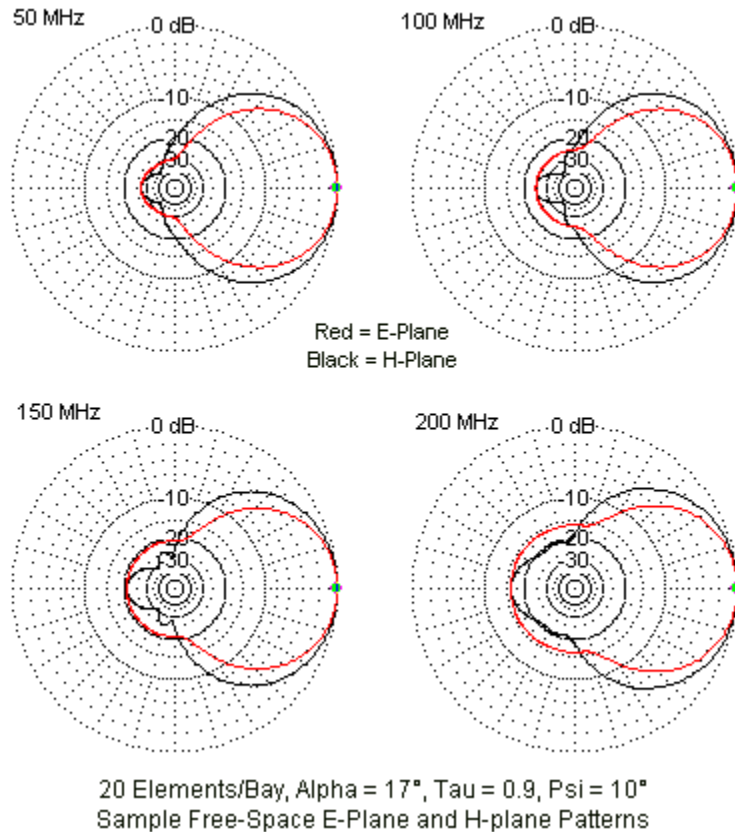 50 MHz
0 dB
-10
20
30
100 MHz
0 dB
-10
20
30
Red = E-Plane
Black = H-Plane
150 MHz
0 dB
-10
20
30
200 MHz
0 dB
-10
20
-30
20 Elements/Bay, Alpha = 17°, Tau = 0.9, Psi = 10°
Sample Free-Space E-Plane and H-plane Patterns